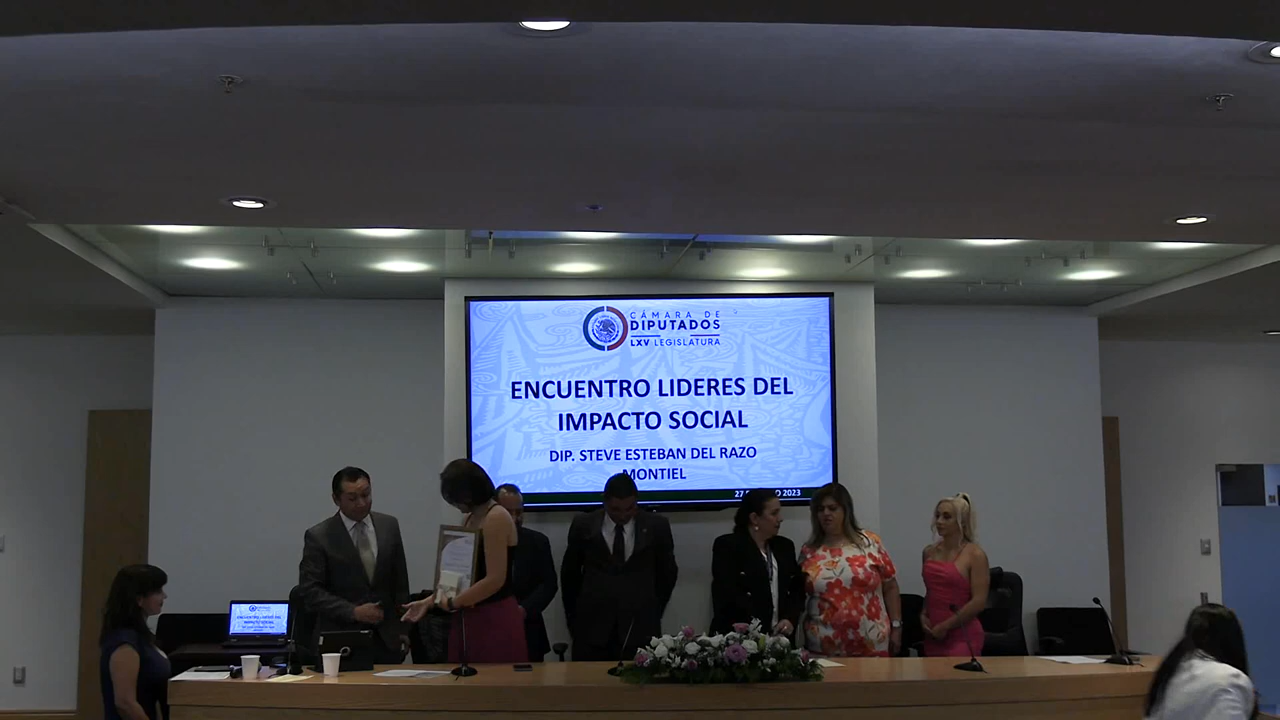 CÁMARA DE
DIPUTADOS
LXV LEGISLATURA
ENCUENTRO LIDERES DEL
IMPACTO SOCIAL
DIP. STEVE ESTEBAN DEL RAZO
MONTIEL
2023